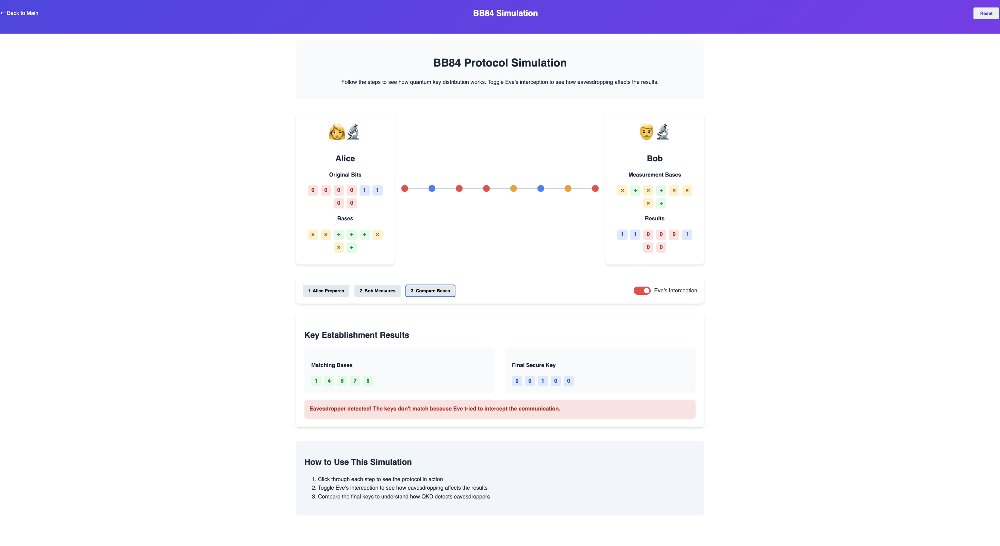 ← Back to Main
BB84 Simulation
Reset
BB84 Protocol Simulation
Follow the steps to see how quantum key distribution works. Toggle Eve's interception to see how eavesdropping affects the results.
Alice
Original Bits
0 0 0 0 1 1
0 0
Bases
× × + + + ×
× +
Bob
Measurement Bases
× + × + × ×
× +
Results
1 1 0 0 0 1
0 0
1. Alice Prepares
2. Bob Measures
3. Compare Bases
Eve's Interception
Key Establishment Results
Matching Bases
1 4 6 7 8
Final Secure Key
0 0 1 0 0
Eavesdropper detected! The keys don't match because Eve tried to intercept the communication.
How to Use This Simulation
1. Click through each step to see the protocol in action
2. Toggle Eve's interception to see how eavesdropping affects the results
3. Compare the final keys to understand how QKD detects eavesdroppers